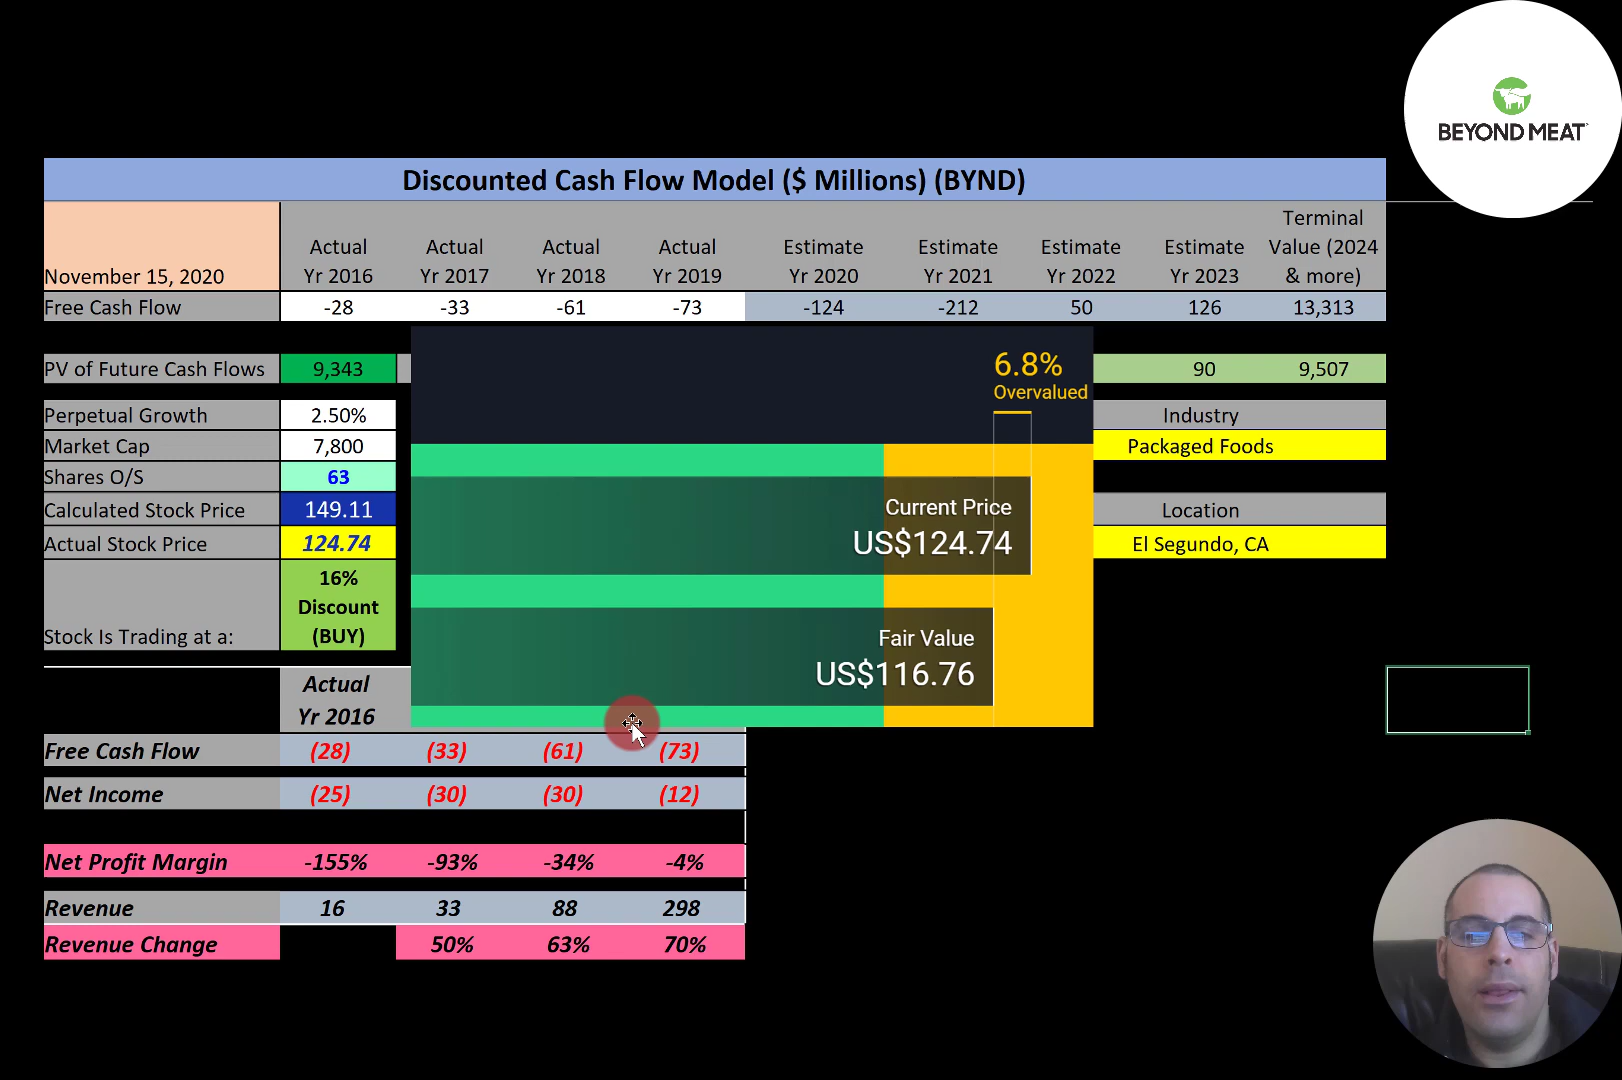 BEYOND MEAT
Discounted Cash Flow Model ($ Millions) (BYND)
November 15, 2020
Actual Yr 2016
Actual Yr 2017
Actual Yr 2018
Actual Yr 2019
Estimate Yr 2020
Estimate Yr 2021
Estimate Yr 2022
Estimate Yr 2023
Terminal Value (2024 & more)
Free Cash Flow -28 -33 -61 -73 -124 -212 50 126 13,313
PV of Future Cash Flows 9,343 90 9,507
6.8%
Overvalued
Perpetual Growth 2.50% Industry
Market Cap 7,800 Packaged Foods
Shares O/S 63
Calculated Stock Price 149.11 Location
Actual Stock Price 124.74 El Segundo, CA
Current Price
US$124.74
Stock Is Trading at a: 16% Discount (BUY)
Fair Value
US$116.76
Actual
Yr 2016
Free Cash Flow (28) (33) (61) (73)
Net Income (25) (30) (30) (12)
Net Profit Margin -155% -93% -34% -4%
Revenue 16 33 88 298
Revenue Change 50% 63% 70%